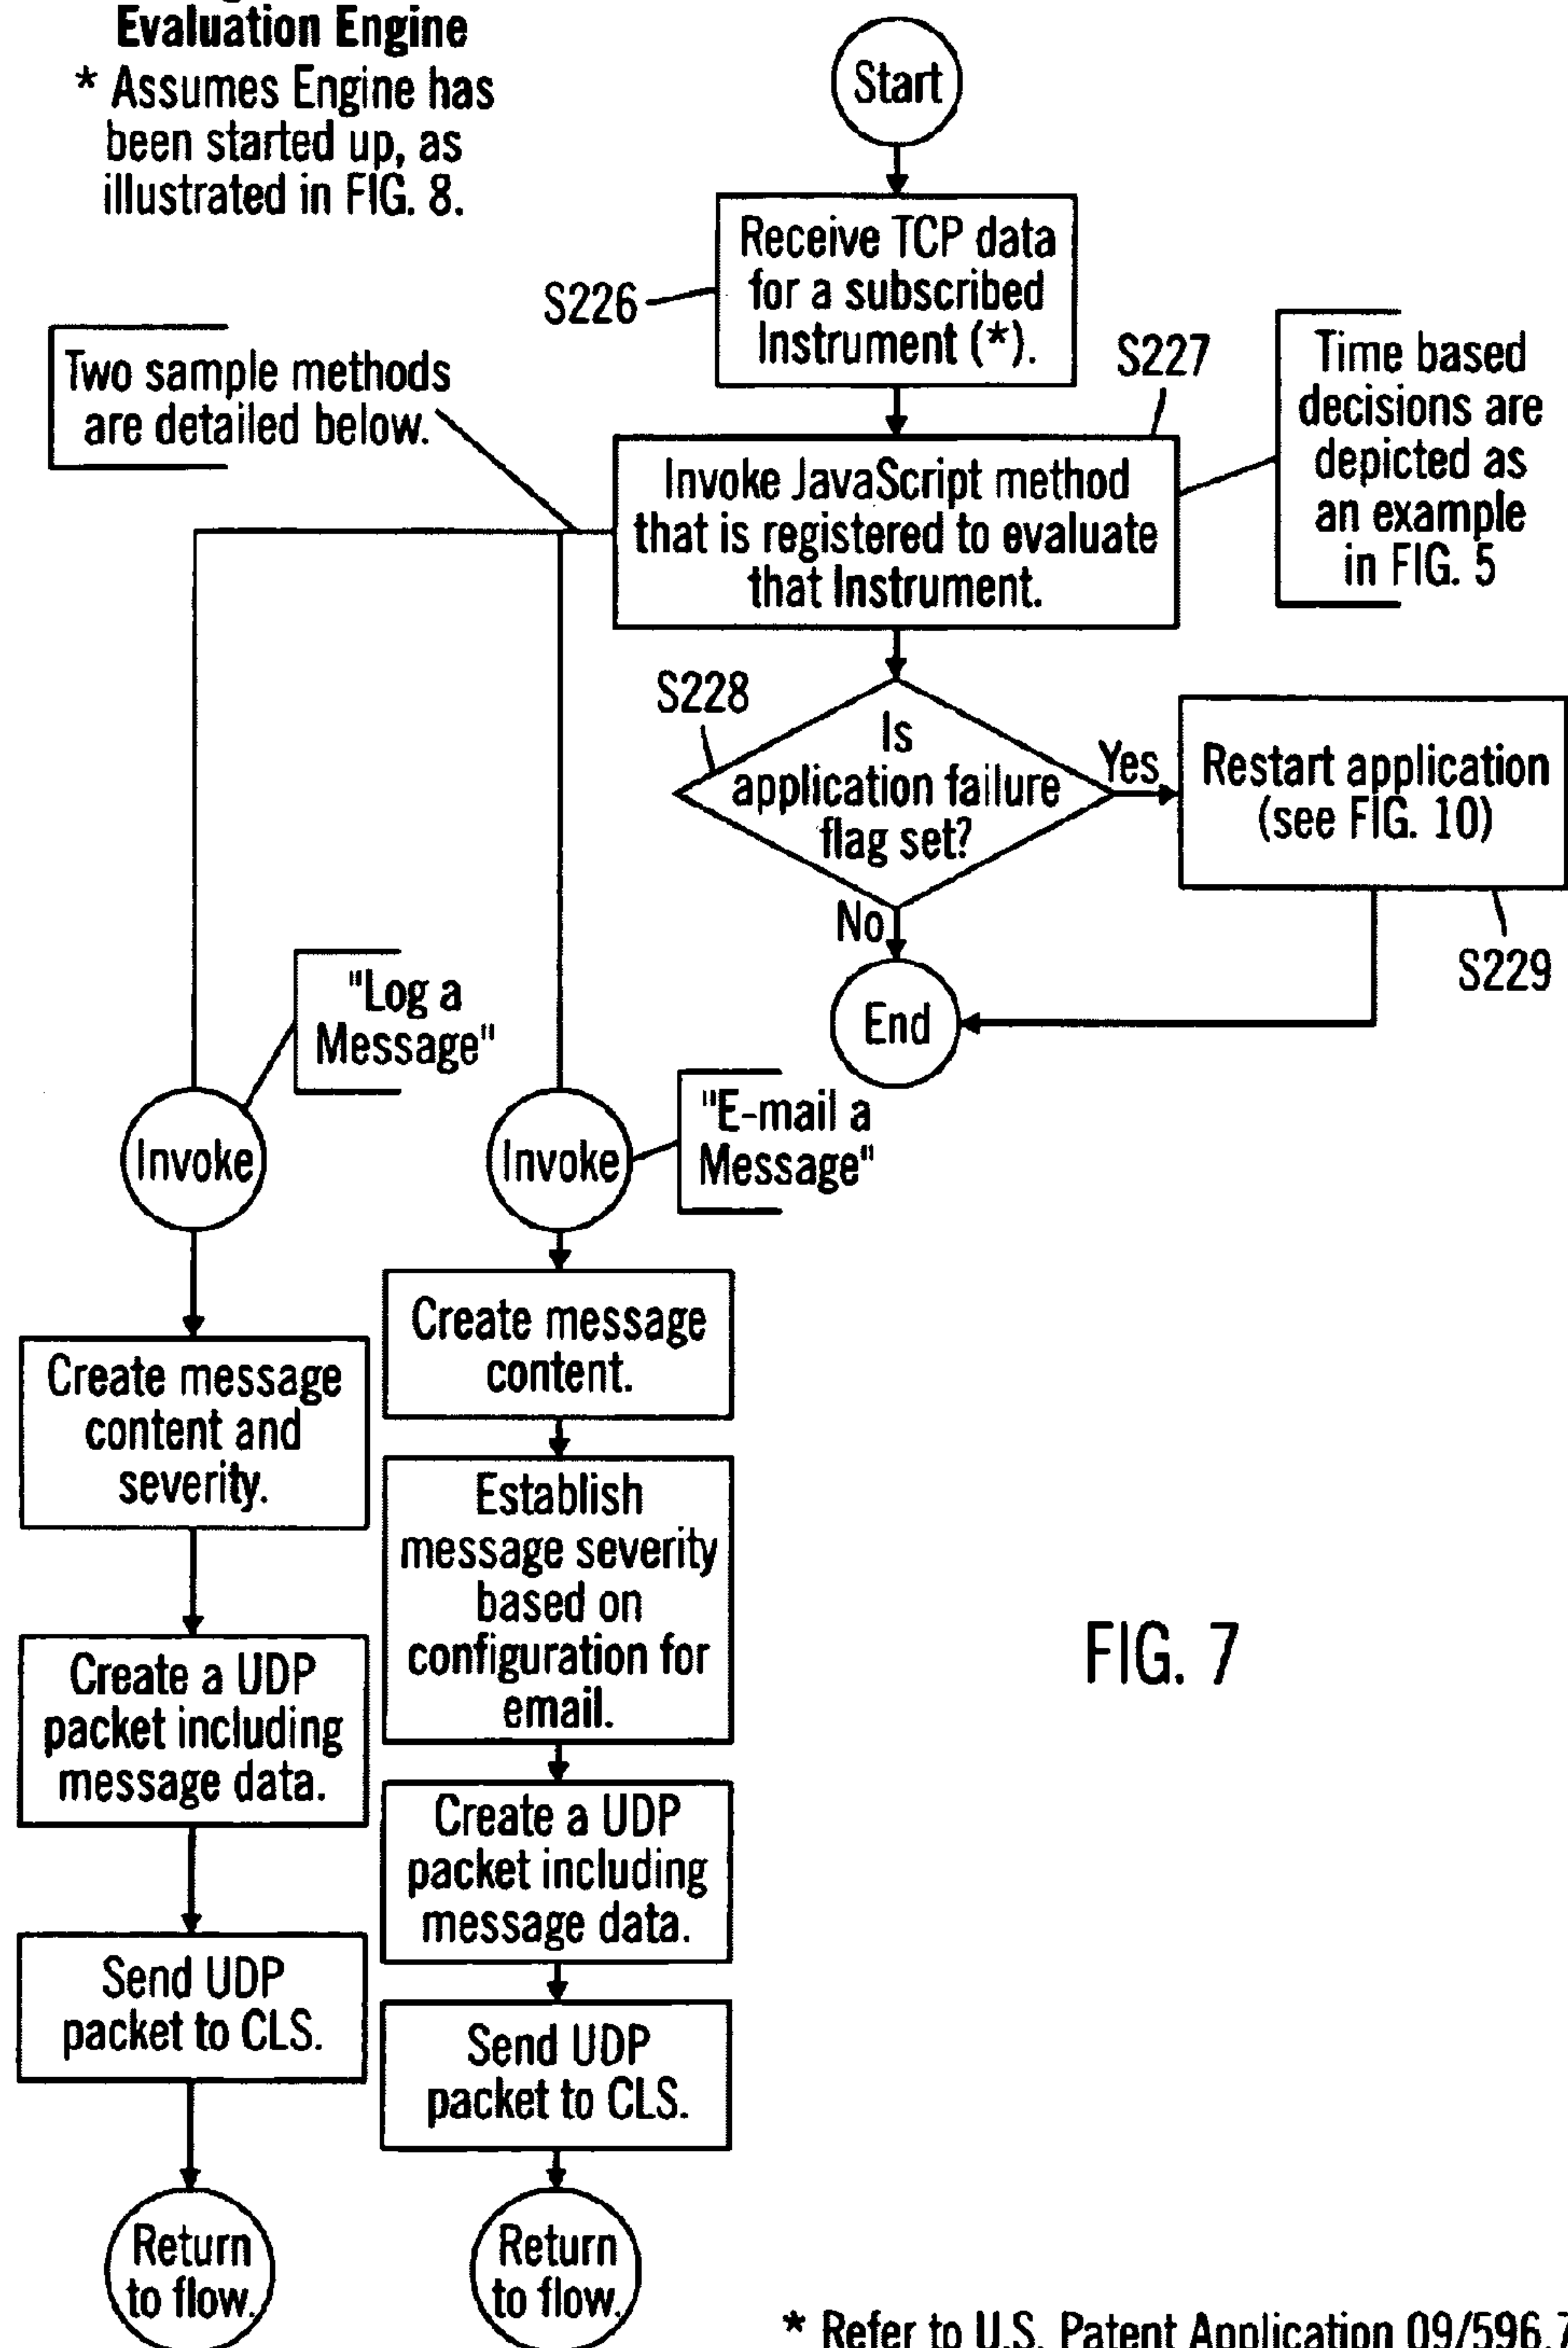 Evaluation Engine
* Assumes Engine has
been started up, as
illustrated in FIG. 8.
Start
Receive TCP data
for a subscribed
Instrument (*).
S226
Two sample methods
are detailed below.
S227
Time based
decisions are
depicted as
an example
in FIG. 5
Invoke JavaScript method
that is registered to evaluate
that Instrument.
S228
Is
application failure
flag set?
Yes
Restart application
(see FIG. 10)
S229
No
End
"Log a
Message"
Invoke
"E-mail a
Message"
Invoke
Create message
content and
severity.
Create a UDP
packet including
message data.
Send UDP
packet to CLS.
Return
to flow.
Create message
content.
Establish
message severity
based on
configuration for
email.
Create a UDP
packet including
message data.
Send UDP
packet to CLS.
Return
to flow.
FIG. 7
* Refer to U.S. Patent Application